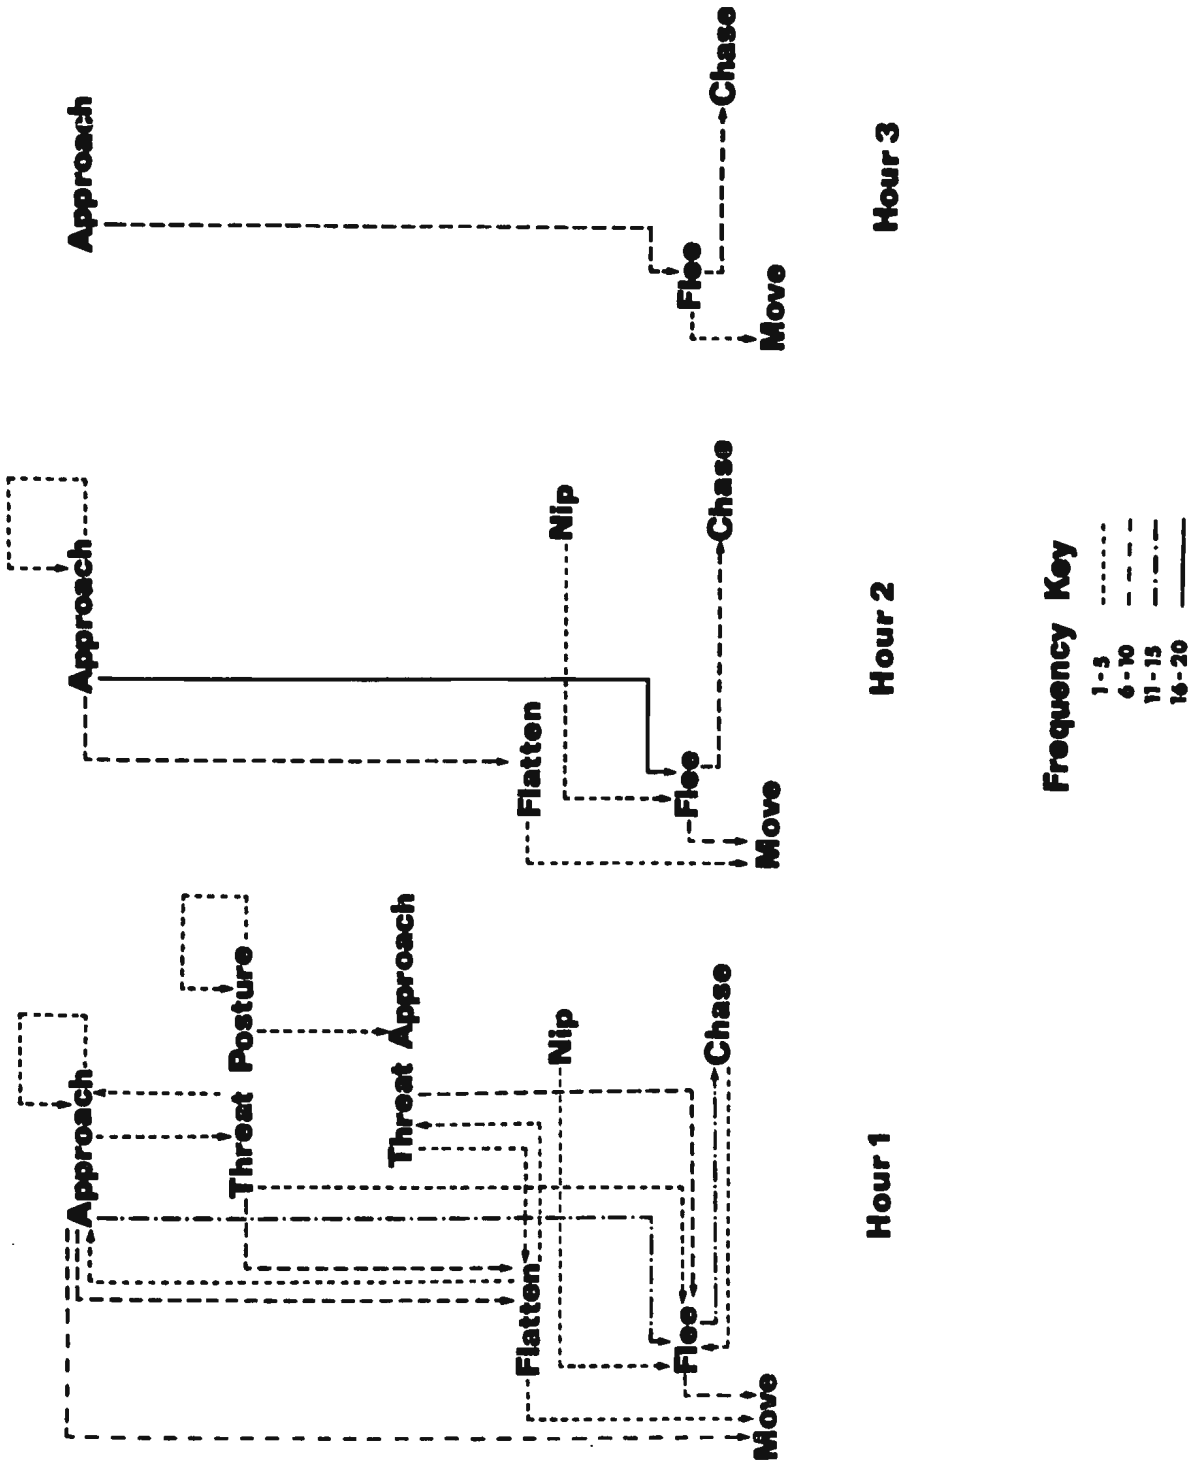 Approach
Threat Posture
Threat Approach
Flatten
Nip
Flee
Chase
Move
Hour 1
Approach
Flatten
Nip
Flee
Chase
Move
Hour 2
Approach
Flee
Chase
Move
Hour 3
Frequency Key
1-5
6-10
11-15
16-20